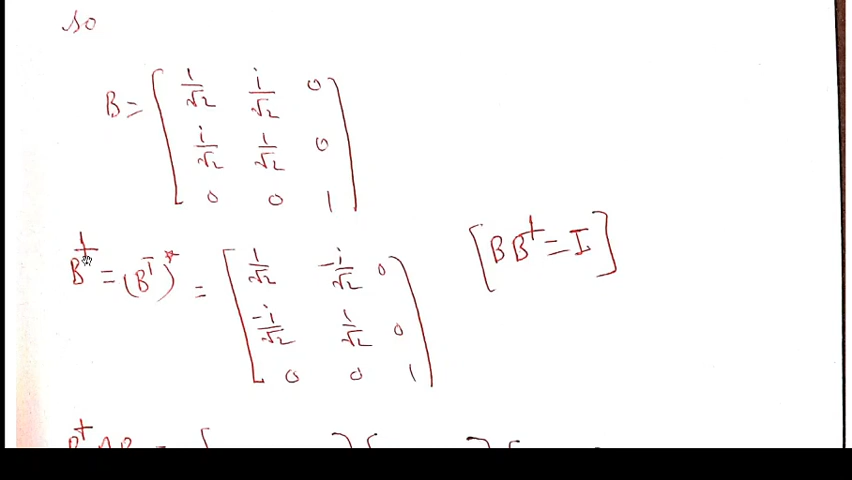 so
B = [ 1/√2 i/√2 0
i/√2 1/√2 0
0 0 1 ]
B† = (Bᵀ)* = [ 1/√2 -i/√2 0
-i/√2 1/√2 0
0 0 1 ]
[BB† = I]